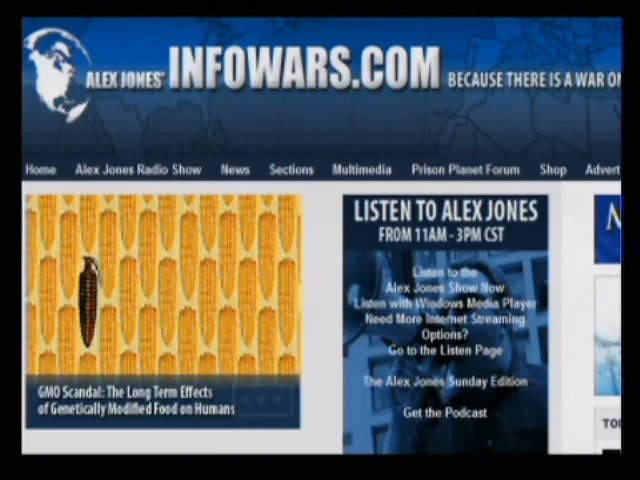 ALEX JONES' INFOWARS.COM BECAUSE THERE IS A WAR ON
Home Alex Jones Radio Show News Sections Multimedia Prison Planet Forum Shop Advert
LISTEN TO ALEX JONES
FROM 11AM - 3PM CST
Listen to the
Alex Jones Show Now
Listen with Windows Media Player
Need More Internet Streaming
Options?
Go to the Listen Page
The Alex Jones Sunday Edition
Get the Podcast
GMO Scandal: The Long Term Effects
of Genetically Modified Food on Humans